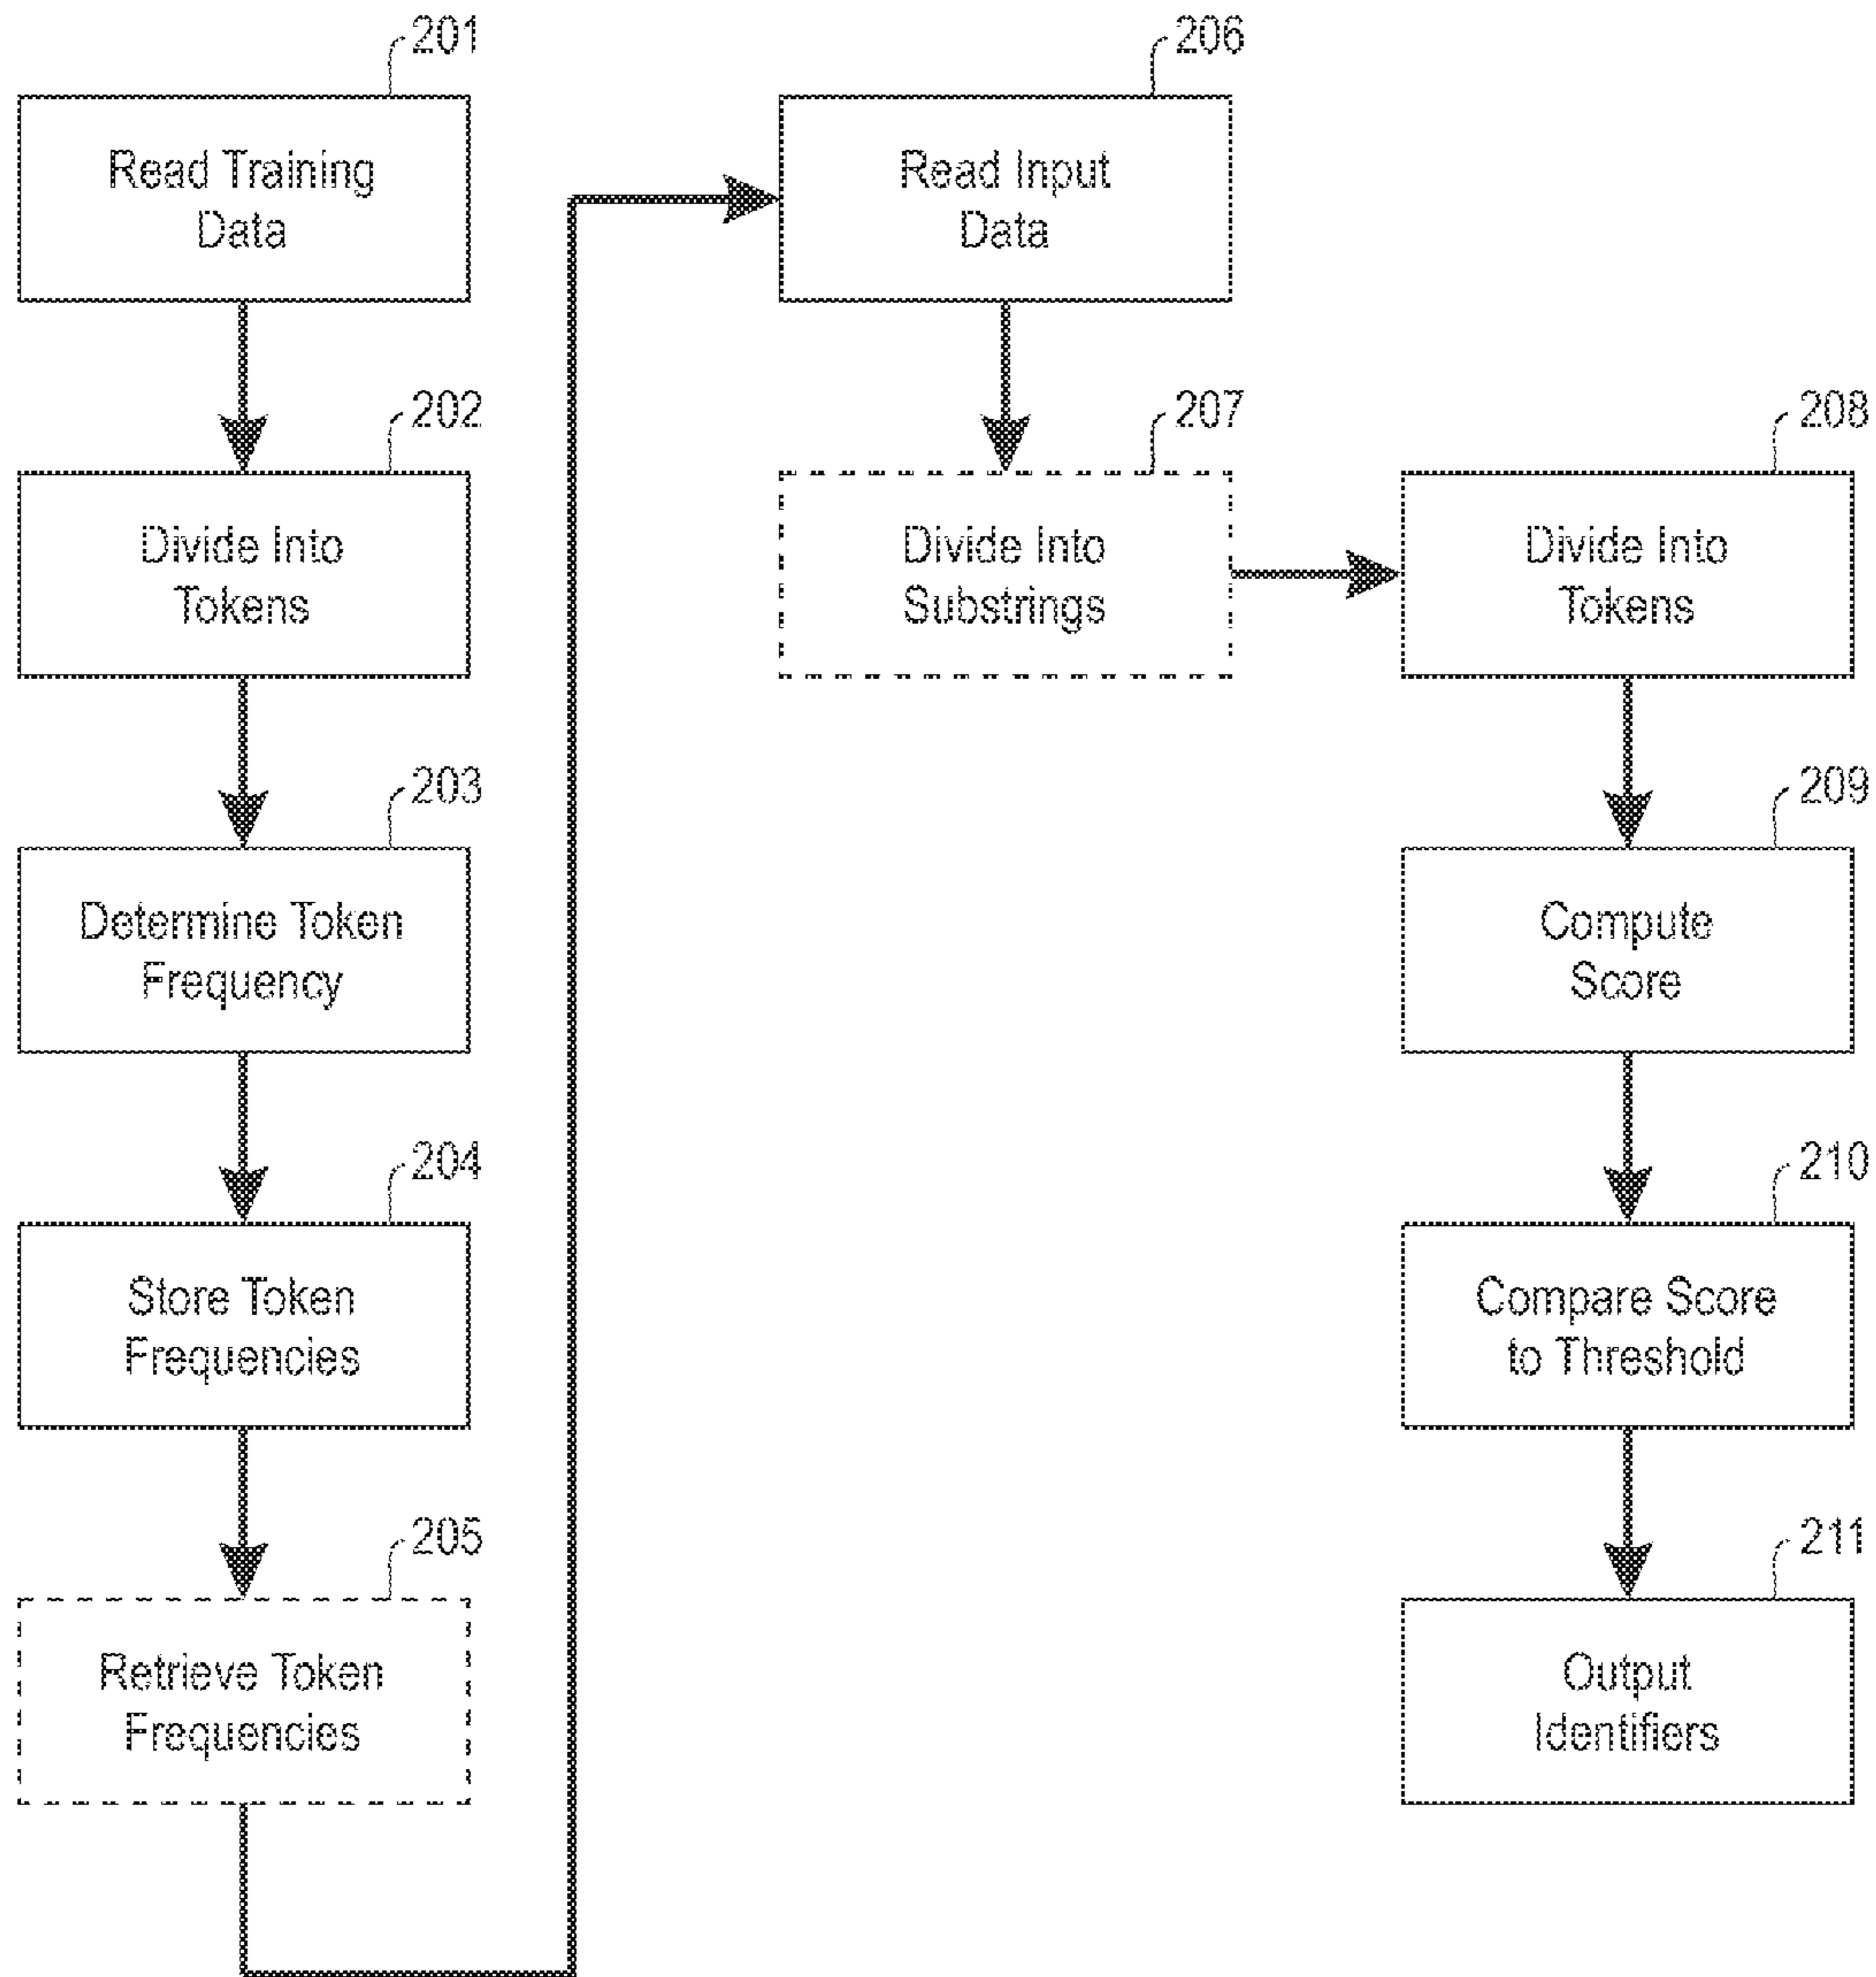 201
Read Training
Data
202
Divide Into
Tokens
203
Determine Token
Frequency
204
Store Token
Frequencies
205
Retrieve Token
Frequencies
206
Read Input
Data
207
Divide Into
Substrings
208
Divide Into
Tokens
209
Compute
Score
210
Compare Score
to Threshold
211
Output
Identifiers